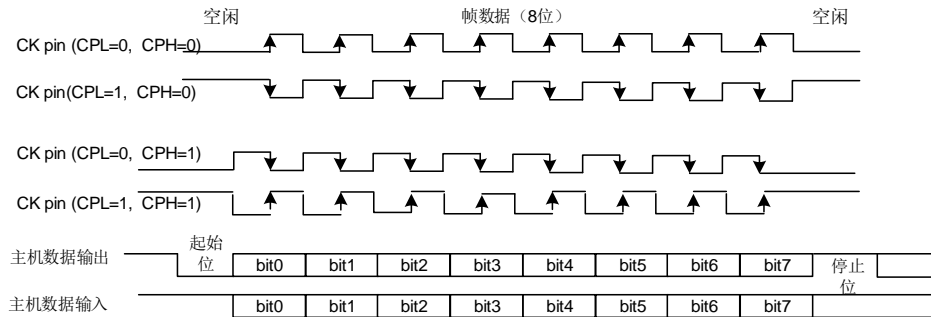 空闲 帧数据（8位） 空闲
CK pin (CPL=0, CPH=0)
CK pin(CPL=1, CPH=0)
CK pin (CPL=0, CPH=1)
CK pin (CPL=1, CPH=1)
主机数据输出 起始位 bit0 bit1 bit2 bit3 bit4 bit5 bit6 bit7 停止位
主机数据输入 bit0 bit1 bit2 bit3 bit4 bit5 bit6 bit7